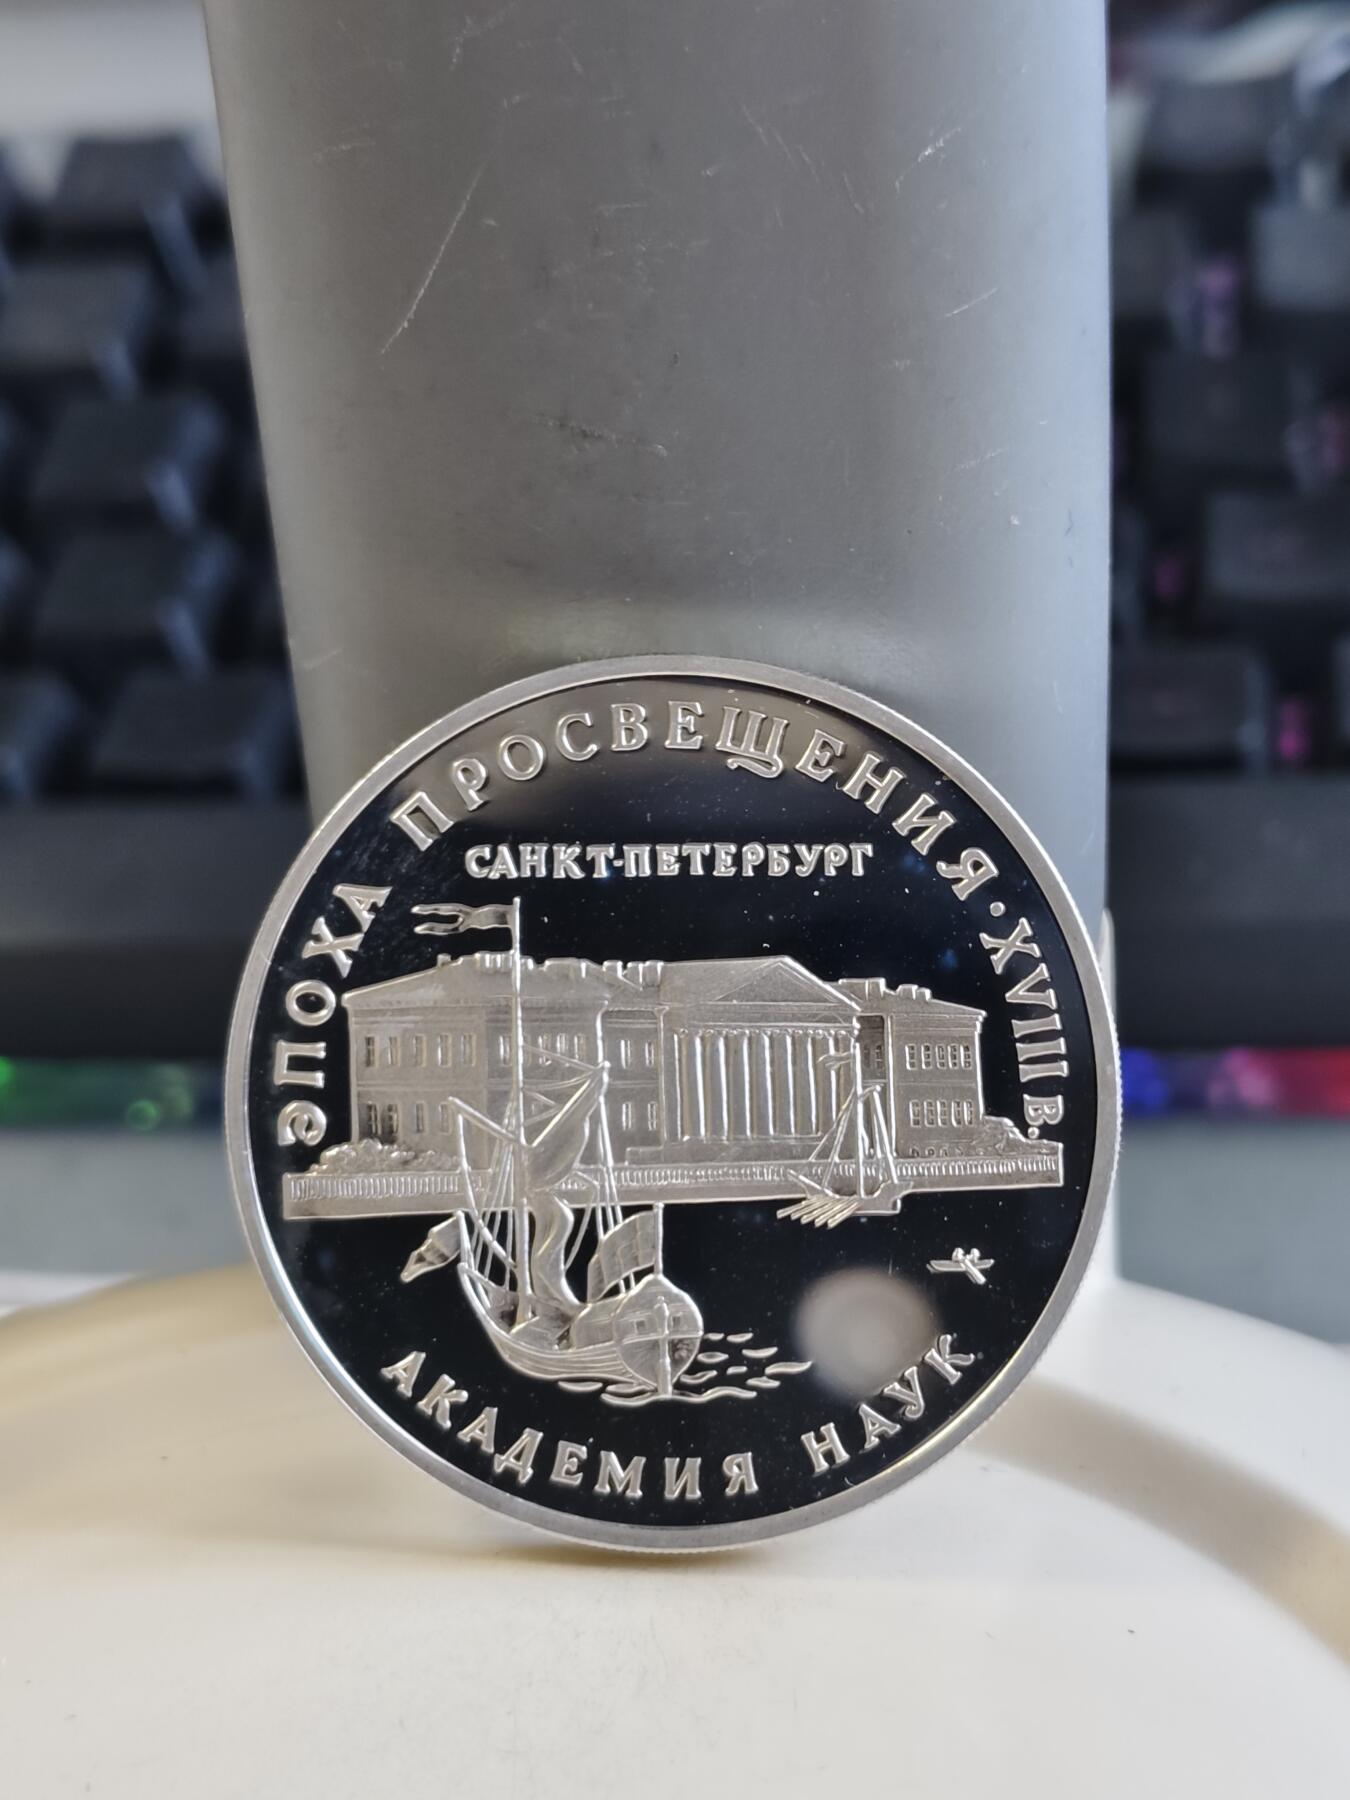 ЭПОХА ПРОСВЕЩЕНИЯ · XVIII В.
САНКТ-ПЕТЕРБУРГ
АКАДЕМИЯ НАУК